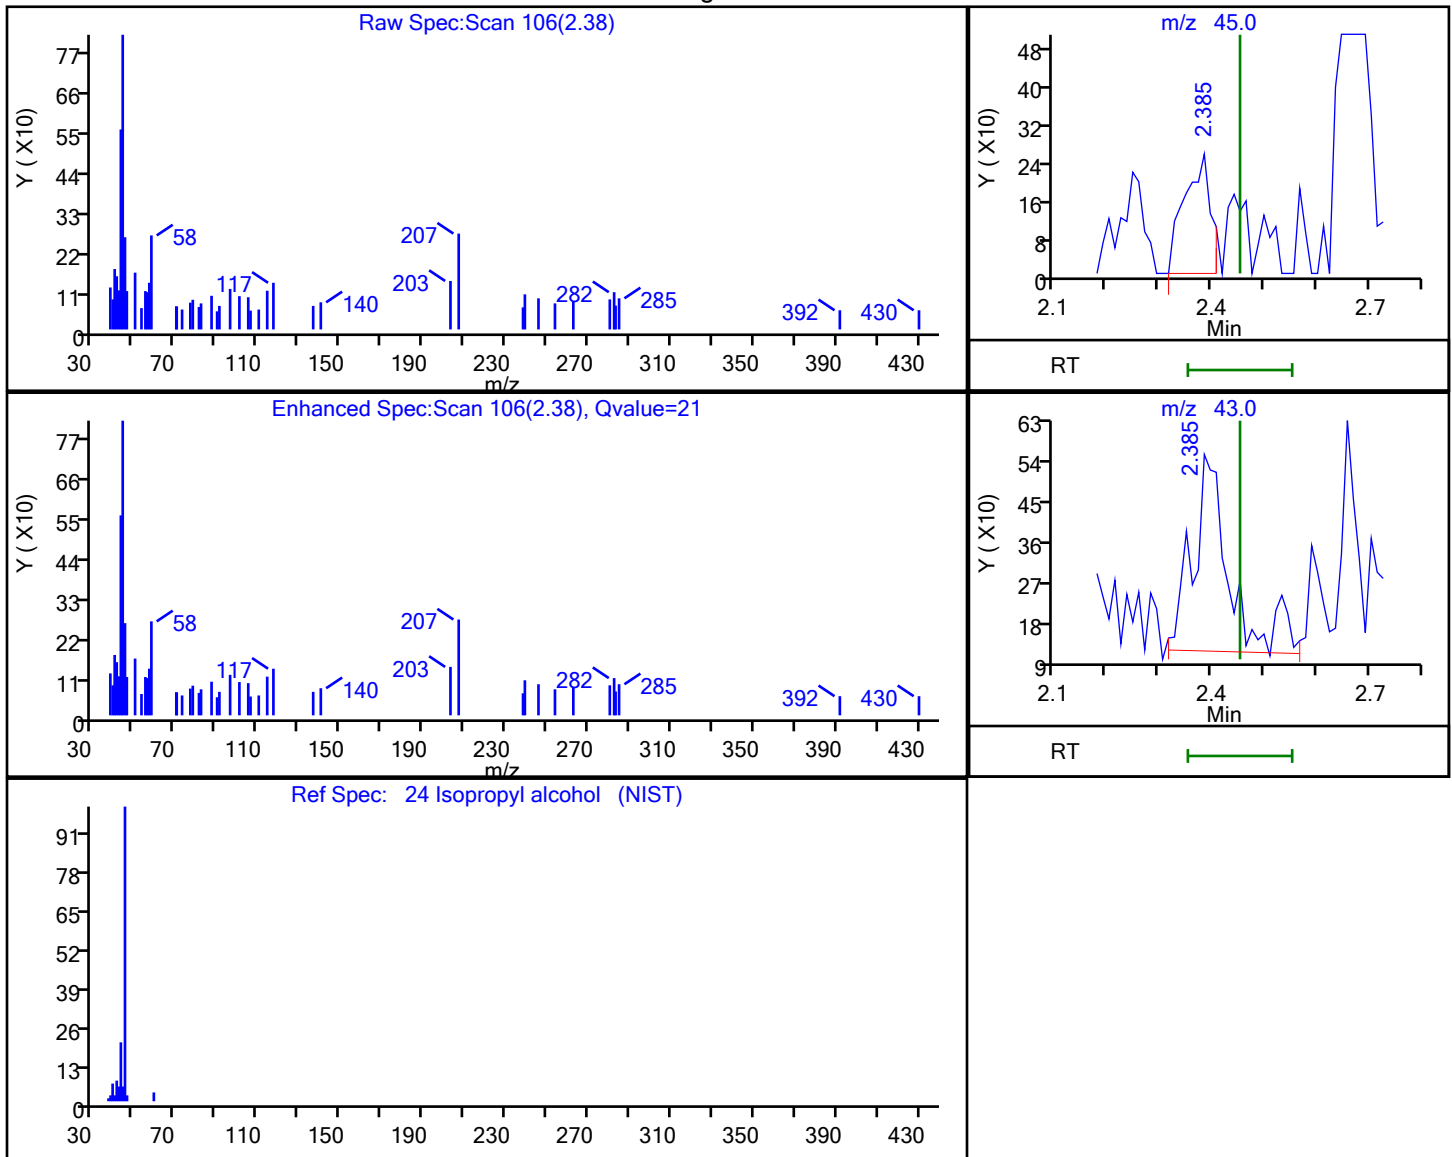 Raw Spec:Scan 106(2.38)
Y ( X10)
77
66
55
44
33
22
11
0
58
117
140
203
207
282
285
392
430
30 70 110 150 190 230 270 310 350 390 430
m/z
m/z 45.0
Y ( X10)
48
40
32
24
16
8
0
2.385
2.1 2.4 2.7
Min
RT
Enhanced Spec:Scan 106(2.38), Qvalue=21
Y ( X10)
77
66
55
44
33
22
11
0
58
117
140
203
207
282
285
392
430
30 70 110 150 190 230 270 310 350 390 430
m/z
m/z 43.0
Y ( X10)
63
54
45
36
27
18
9
2.385
2.1 2.4 2.7
Min
RT
Ref Spec: 24 Isopropyl alcohol (NIST)
91
78
65
52
39
26
13
0
30 70 110 150 190 230 270 310 350 390 430